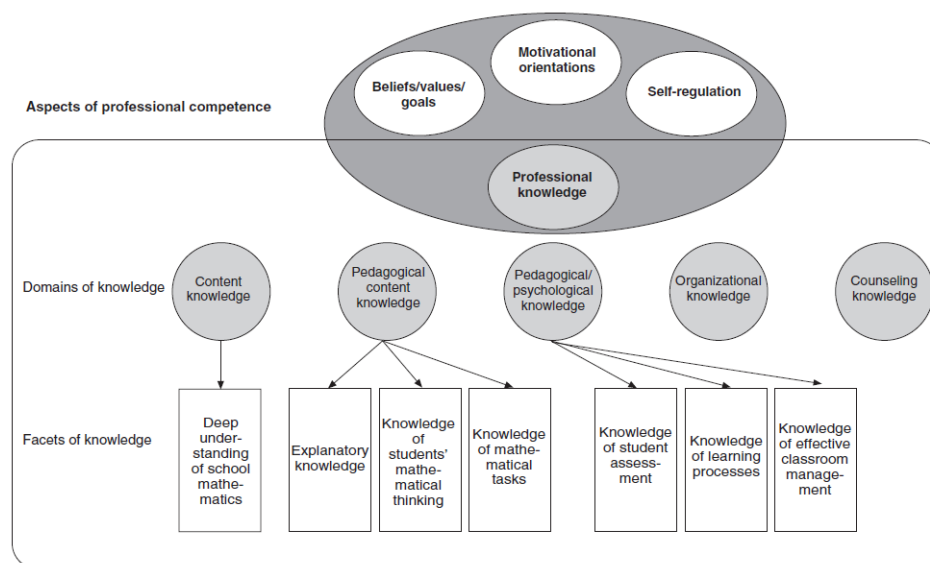 Motivational
orientations
Beliefs/values/
goals
Self-regulation
Aspects of professional competence
Professional
knowledge
Domains of knowledge
Content
knowledge
Pedagogical
content
knowledge
Pedagogical/
psychological
knowledge
Organizational
knowledge
Counseling
knowledge
Facets of knowledge
Deep
under-
standing
of school
mathe-
matics
Explanatory
knowledge
Knowledge
of
students'
mathe-
matical
thinking
Knowledge
of mathe-
matical
tasks
Knowledge
of student
assess-
ment
Knowledge
of learning
processes
Knowledge
of effective
classroom
manage-
ment